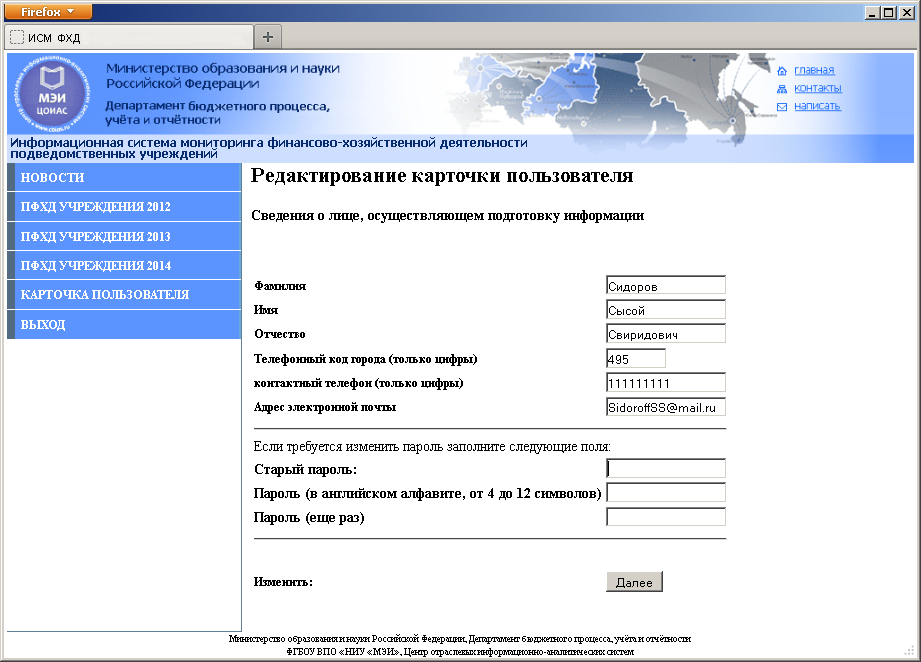 Firefox
ИСМ ФХД
МЭИ
ЦОИАС
Министерство образования и науки
Российской Федерации
Департамент бюджетного процесса,
учёта и отчётности
главная
контакты
написать
Информационная система мониторинга финансово-хозяйственной деятельности
подведомственных учреждений
НОВОСТИ
ПФХД УЧРЕЖДЕНИЯ 2012
ПФХД УЧРЕЖДЕНИЯ 2013
ПФХД УЧРЕЖДЕНИЯ 2014
КАРТОЧКА ПОЛЬЗОВАТЕЛЯ
ВЫХОД
Редактирование карточки пользователя
Сведения о лице, осуществляющем подготовку информации
Фамилия Сидоров
Имя Сысой
Отчество Свиридович
Телефонный код города (только цифры) 495
контактный телефон (только цифры) 111111111
Адрес электронной почты SidoroffSS@mail.ru
Если требуется изменить пароль заполните следующие поля:
Старый пароль:
Пароль (в английском алфавите, от 4 до 12 символов)
Пароль (еще раз)
Изменить: Далее
Министерство образования и науки Российской Федерации, Департамент бюджетного процесса, учёта и отчётности
ФГБОУ ВПО «НИУ «МЭИ», Центр отраслевых информационно-аналитических систем